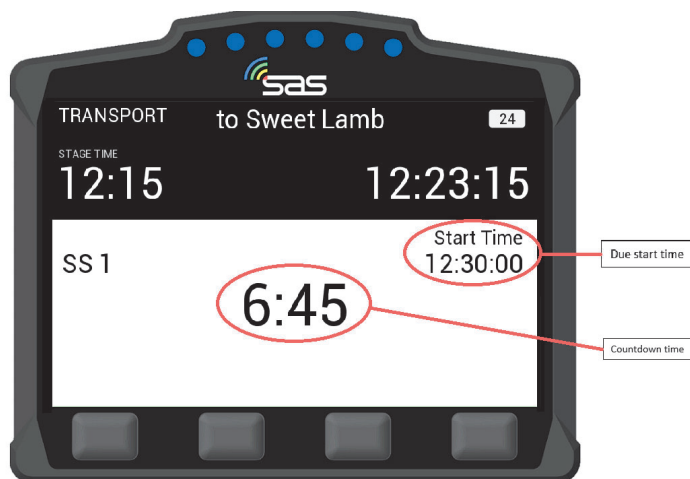 sas
TRANSPORT to Sweet Lamb 24
STAGE TIME
12:15 12:23:15
Start Time
SS 1 12:30:00
6:45
Due start time
Countdown time